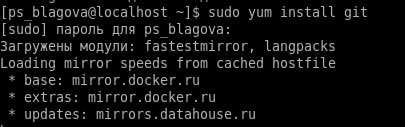 [ps_blagova@localhost ~]$ sudo yum install git
[sudo] пароль для ps_blagova:
Загружены модули: fastestmirror, langpacks
Loading mirror speeds from cached hostfile
 * base: mirror.docker.ru
 * extras: mirror.docker.ru
 * updates: mirrors.datahouse.ru